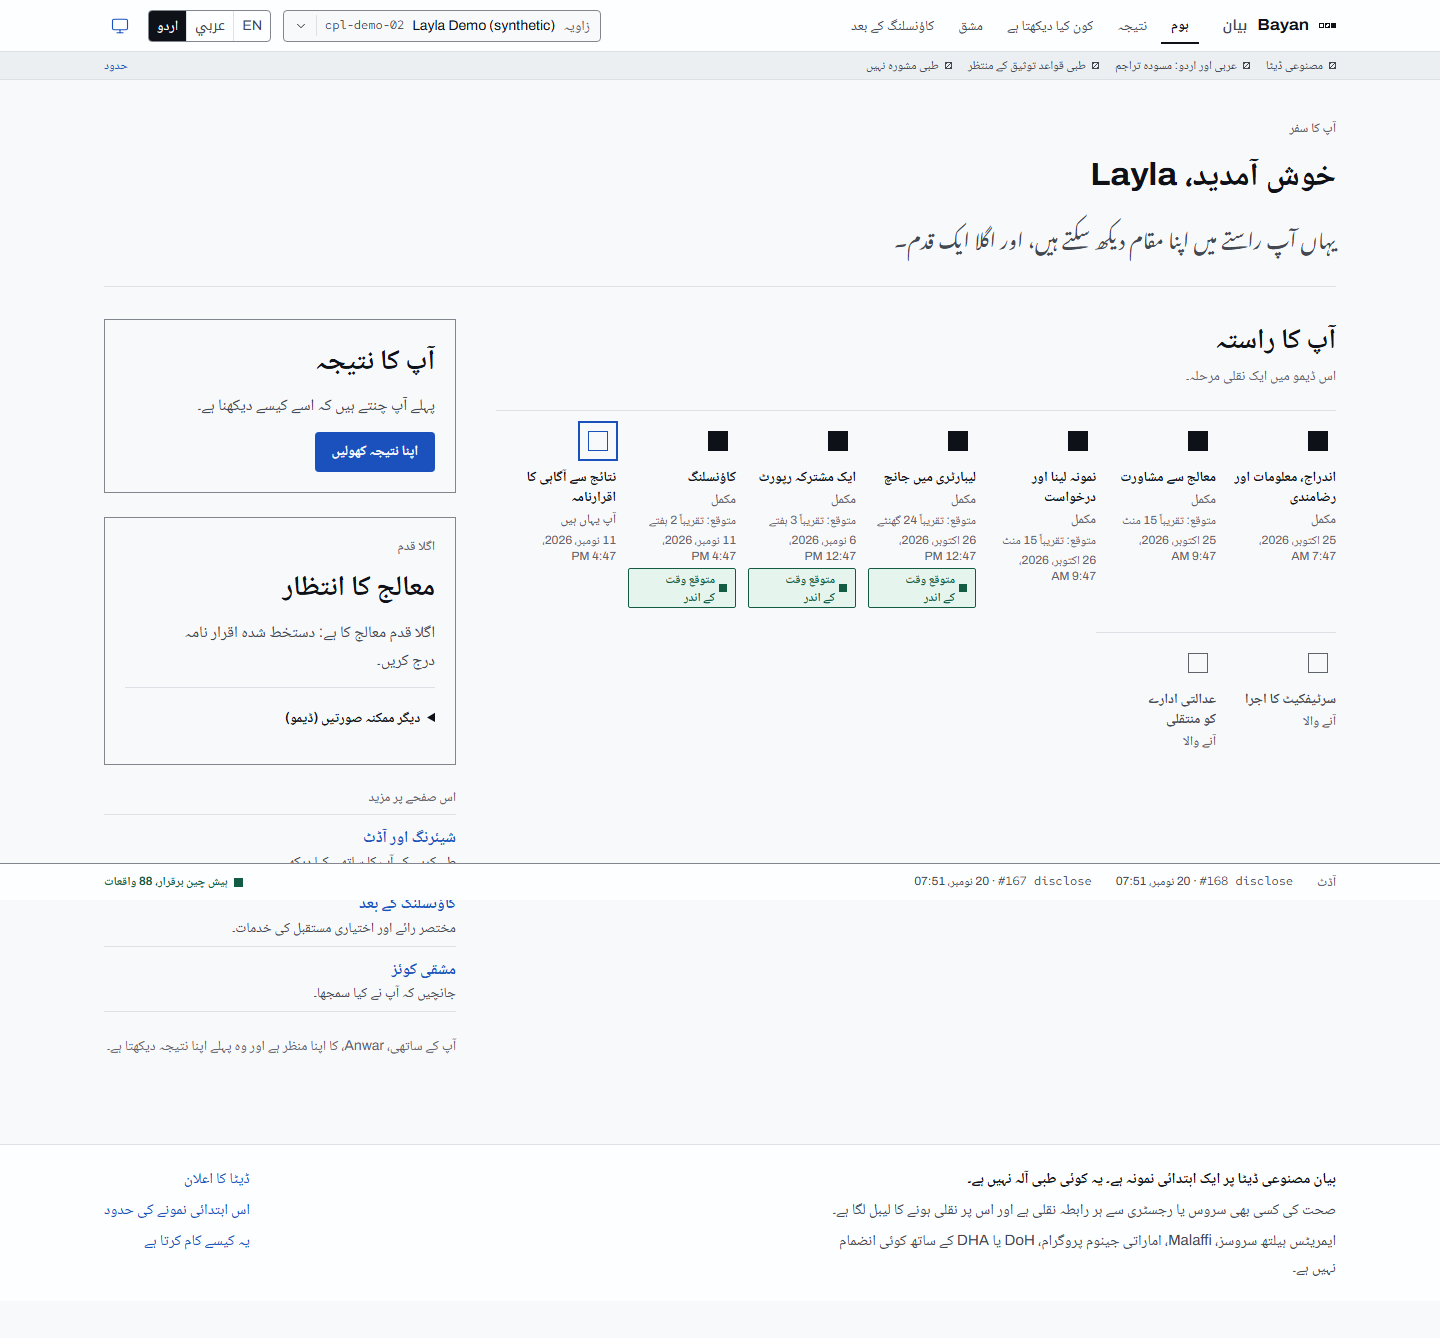 Bayan بیان
ہوم
نتیجہ
کون کیا دیکھتا ہے
مشق
کاؤنسلنگ کے بعد
زاویہ Layla Demo (synthetic) cpl-demo-02
EN عربي اردو
مصنوعی ڈیٹا
عربی اور اردو: مسودہ تراجم
طبی قواعد توثیق کے منتظر
طبی مشورہ نہیں
حدود
آپ کا سفر
خوش آمدید، Layla
یہاں آپ راستے میں اپنا مقام دیکھ سکتے ہیں، اور اگلا ایک قدم۔
آپ کا راستہ
اس ڈیمو میں ایک نقلی مرحلہ۔
اندراج، معلومات اور
رضامندی
مکمل
25 اکتوبر، 2026،
7:47 AM
معالج سے مشاورت
مکمل
متوقع: تقریباً 15 منٹ
25 اکتوبر، 2026،
9:47 AM
نمونہ لینا اور
درخواست
مکمل
متوقع: تقریباً 15 منٹ
26 اکتوبر، 2026،
9:47 AM
لیبارٹری میں جانچ
مکمل
متوقع: تقریباً 24 گھنٹے
26 اکتوبر، 2026،
12:47 PM
متوقع وقت
کے اندر
ایک مشترکہ رپورٹ
مکمل
متوقع: تقریباً 3 ہفتے
6 نومبر، 2026،
12:47 PM
متوقع وقت
کے اندر
کاؤنسلنگ
مکمل
متوقع: تقریباً 2 ہفتے
11 نومبر، 2026،
4:47 PM
متوقع وقت
کے اندر
نتائج سے آگاہی کا
اقرارنامہ
آپ یہاں ہیں
11 نومبر، 2026،
4:47 PM
سرٹیفکیٹ کا اجرا
آنے والا
عدالتی ادارے
کو منتقلی
آنے والا
آپ کا نتیجہ
پہلے آپ چنتے ہیں کہ اسے کیسے دیکھنا ہے۔
اپنا نتیجہ کھولیں
اگلا قدم
معالج کا انتظار
اگلا قدم معالج کا ہے: دستخط شدہ اقرار نامہ
درج کریں۔
دیگر ممکنہ صورتیں (ڈیمو)
اس صفحے پر مزید
شیئرنگ اور آڈٹ
آڈٹ
disclose #168 · 20 نومبر، 07:51
disclose #167 · 20 نومبر، 07:51
ہیش چین برقرار، 88 واقعات
کاؤنسلنگ کے بعد
مختصر رائے اور اختیاری مستقبل کی خدمات۔
مشقی کوئز
جانچیں کہ آپ نے کیا سمجھا۔
آپ کے ساتھی، Anwar، کا اپنا منظر ہے اور وہ پہلے اپنا نتیجہ دیکھتا ہے۔
بیان مصنوعی ڈیٹا پر ایک ابتدائی نمونہ ہے۔ یہ کوئی طبی آلہ نہیں ہے۔
صحت کی کسی بھی سروس یا رجسٹری سے ہر رابطہ نقلی ہے اور اس پر نقلی ہونے کا لیبل لگا ہے۔
ایمریٹس ہیلتھ سروسز، Malaffi، اماراتی جینوم پروگرام، DoH یا DHA کے ساتھ کوئی انضمام
نہیں ہے۔
ڈیٹا کا اعلان
اس ابتدائی نمونے کی حدود
یہ کیسے کام کرتا ہے